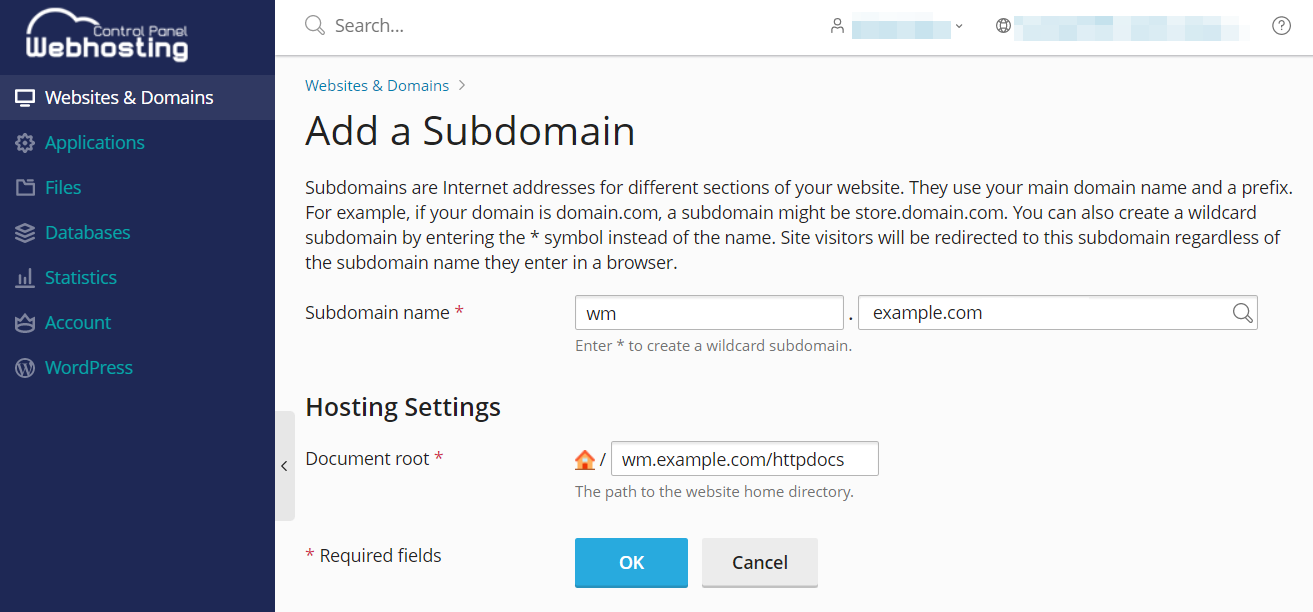 Control Panel
Webhosting
Search...
Websites & Domains
Applications
Files
Databases
Statistics
Account
WordPress
Websites & Domains >
Add a Subdomain
Subdomains are Internet addresses for different sections of your website. They use your main domain name and a prefix.
For example, if your domain is domain.com, a subdomain might be store.domain.com. You can also create a wildcard
subdomain by entering the * symbol instead of the name. Site visitors will be redirected to this subdomain regardless of
the subdomain name they enter in a browser.
Subdomain name * wm . example.com
Enter * to create a wildcard subdomain.
Hosting Settings
Document root * / wm.example.com/httpdocs
The path to the website home directory.
* Required fields OK Cancel